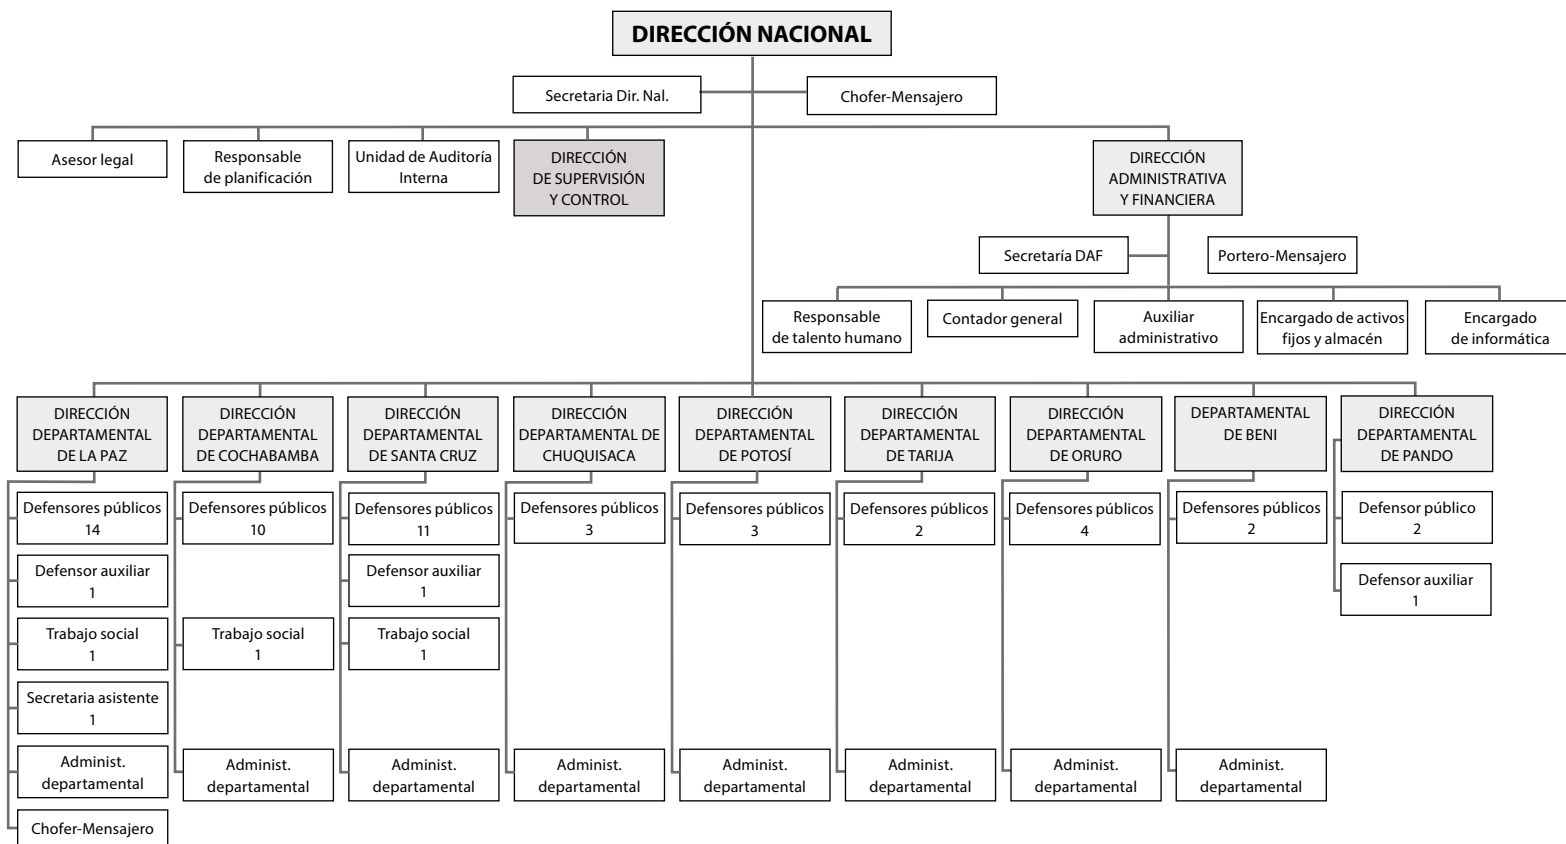 DIRECCIÓN NACIONAL
Secretaria Dir. Nal.
Chofer-Mensajero
Asesor legal
Responsable
de planificación
Unidad de Auditoría
Interna
DIRECCIÓN
DE SUPERVISIÓN
Y CONTROL
DIRECCIÓN
ADMINISTRATIVA
Y FINANCIERA
Secretaría DAF
Portero-Mensajero
Responsable
de talento humano
Contador general
Auxiliar
administrativo
Encargado de activos
fijos y almacén
Encargado
de informática
DIRECCIÓN
DEPARTAMENTAL
DE LA PAZ
Defensores públicos
14
Defensor auxiliar
1
Trabajo social
1
Secretaria asistente
1
Administ.
departamental
Chofer-Mensajero
DIRECCIÓN
DEPARTAMENTAL
DE COCHABAMBA
Defensores públicos
10
Trabajo social
1
Administ.
departamental
DIRECCIÓN
DEPARTAMENTAL
DE SANTA CRUZ
Defensores públicos
11
Defensor auxiliar
1
Trabajo social
1
Administ.
departamental
DIRECCIÓN
DEPARTAMENTAL DE
CHUQUISACA
Defensores públicos
3
Administ.
departamental
DIRECCIÓN
DEPARTAMENTAL
DE POTOSÍ
Defensores públicos
3
Administ.
departamental
DIRECCIÓN
DEPARTAMENTAL
DE TARIJA
Defensores públicos
2
Administ.
departamental
DIRECCIÓN
DEPARTAMENTAL
DE ORURO
Defensores públicos
4
Administ.
departamental
DEPARTAMENTAL
DE BENI
Defensores públicos
2
Administ.
departamental
DIRECCIÓN
DEPARTAMENTAL
DE PANDO
Defensor público
2
Defensor auxiliar
1